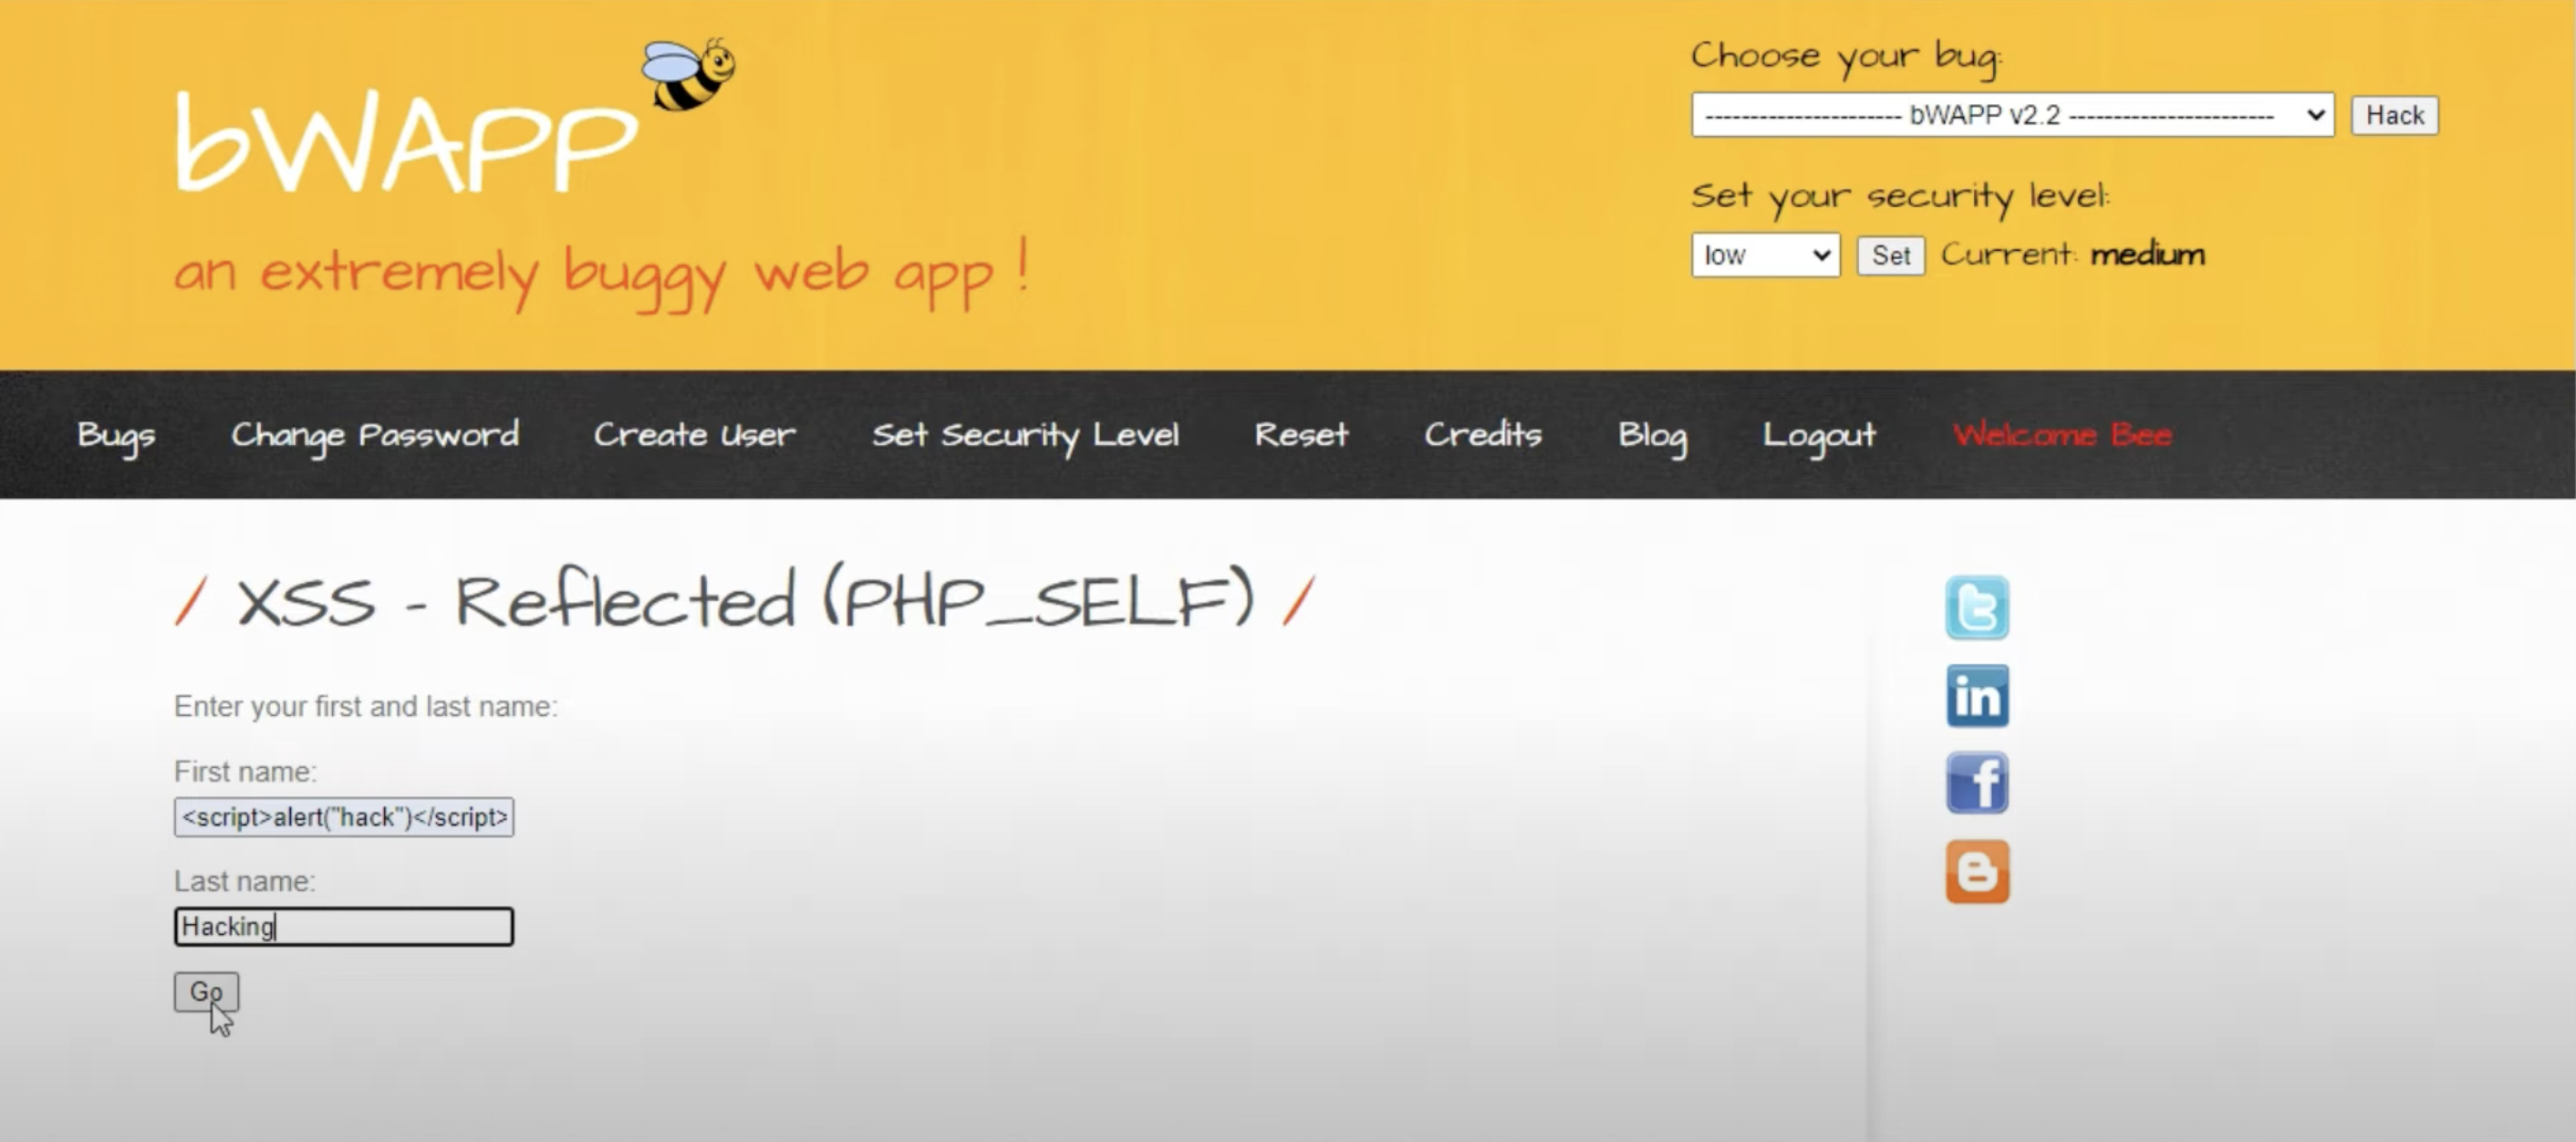 bWAPP
an extremely buggy web app !
Choose your bug:
---------------------- bWAPP v2.2 -----------------------
Hack
Set your security level:
low
Set
Current: medium
Bugs
Change Password
Create User
Set Security Level
Reset
Credits
Blog
Logout
Welcome Bee
/ XSS - Reflected (PHP_SELF) /
Enter your first and last name:
First name:
<script>alert("hack")</script>
Last name:
Hacking
Go